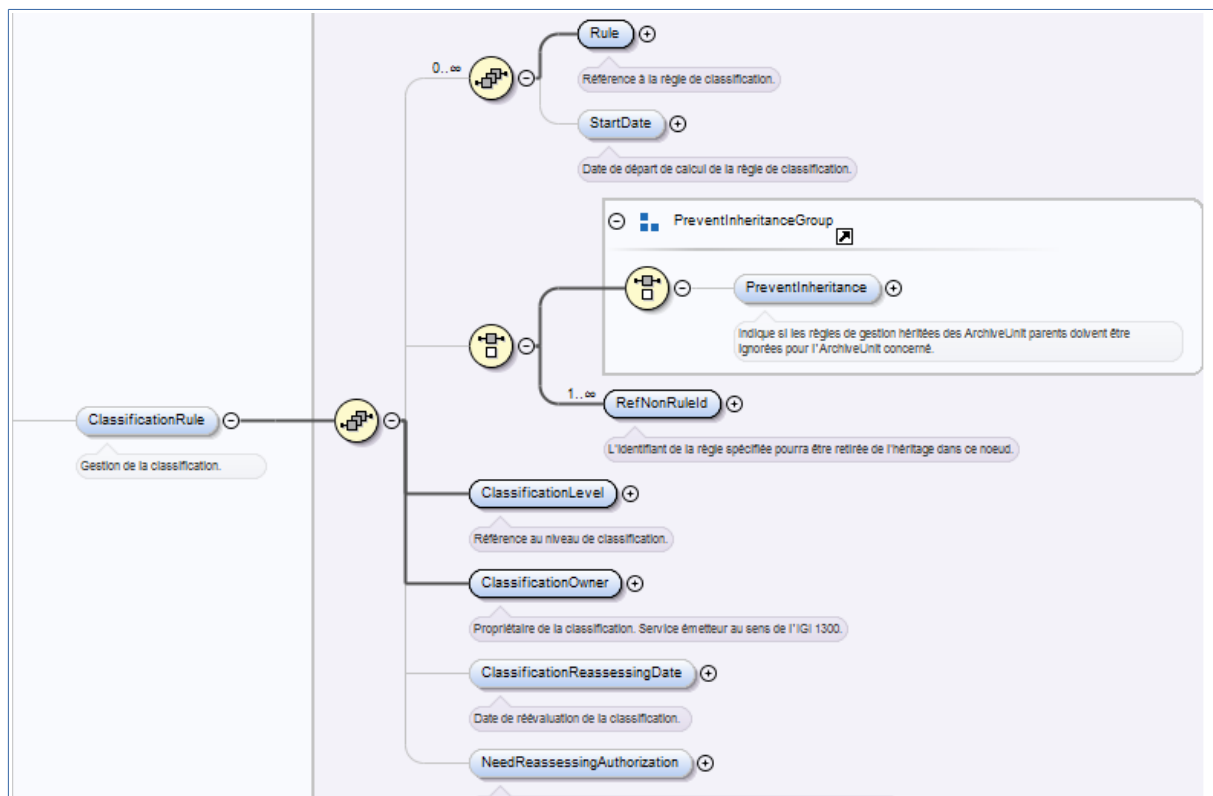 0..∞
Rule
Référence à la règle de classification.
StartDate
Date de départ de calcul de la règle de classification.
PreventInheritanceGroup
PreventInheritance
Indique si les règles de gestion héritées des ArchiveUnit parents doivent être
ignorées pour l'ArchiveUnit concerné.
1..∞
RefNonRuleId
L'identifiant de la règle spécifiée pourra être retirée de l'héritage dans ce noeud.
ClassificationRule
Gestion de la classification.
ClassificationLevel
Référence au niveau de classification.
ClassificationOwner
Propriétaire de la classification. Service émetteur au sens de l'IGI 1300.
ClassificationReassessingDate
Date de réévaluation de la classification.
NeedReassessingAuthorization